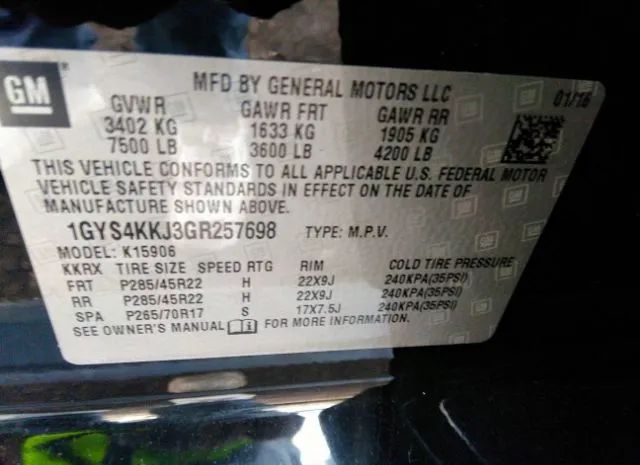 GM ®
MFD BY GENERAL MOTORS LLC
01/16
GVWR GAWR FRT GAWR RR
3402 KG 1633 KG 1905 KG
7500 LB 3600 LB 4200 LB
THIS VEHICLE CONFORMS TO ALL APPLICABLE U.S. FEDERAL MOTOR
VEHICLE SAFETY STANDARDS IN EFFECT ON THE DATE OF
MANUFACTURE SHOWN ABOVE.
1GYS4KKJ3GR257698 TYPE: M.P.V.
MODEL: K15906
KKRX TIRE SIZE SPEED RTG RIM COLD TIRE PRESSURE
FRT P285/45R22 H 22X9J 240KPA(35PSI)
RR P285/45R22 H 22X9J 240KPA(35PSI)
SPA P265/70R17 S 17X7.5J 240KPA(35PSI)
SEE OWNER'S MANUAL FOR MORE INFORMATION.